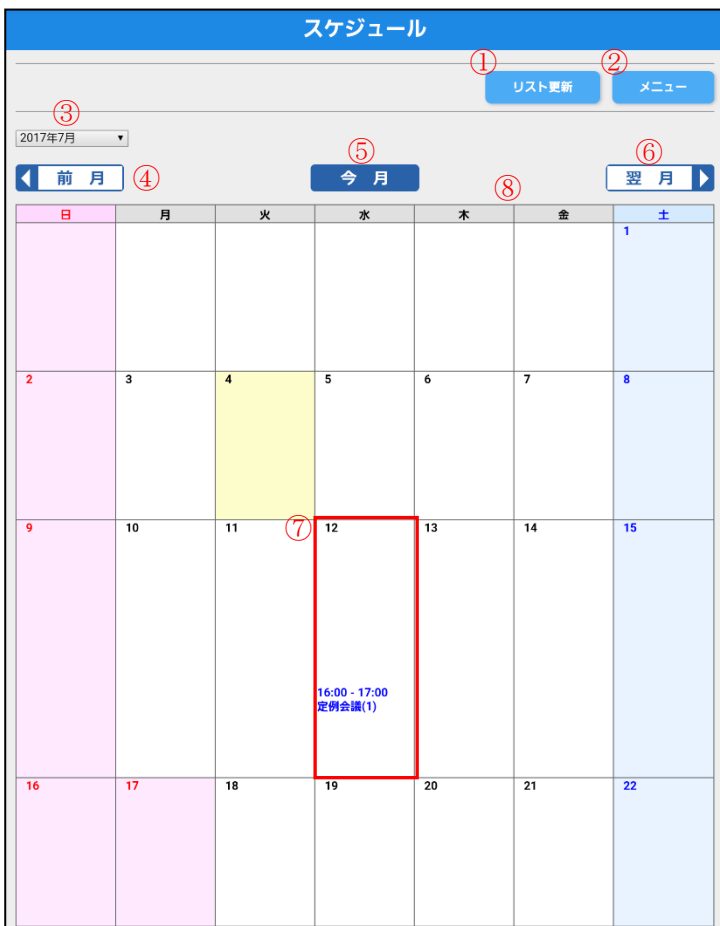 スケジュール
① ②
リスト更新 メニュー
③
2017年7月 ▼
⑤ ⑥
前 月 ④ 今 月 ⑧ 翌 月
日 月 火 水 木 金 土
1
2 3 4 5 6 7 8
9 10 11 ⑦ 12 13 14 15
16:00 - 17:00
定例会議(1)
16 17 18 19 20 21 22